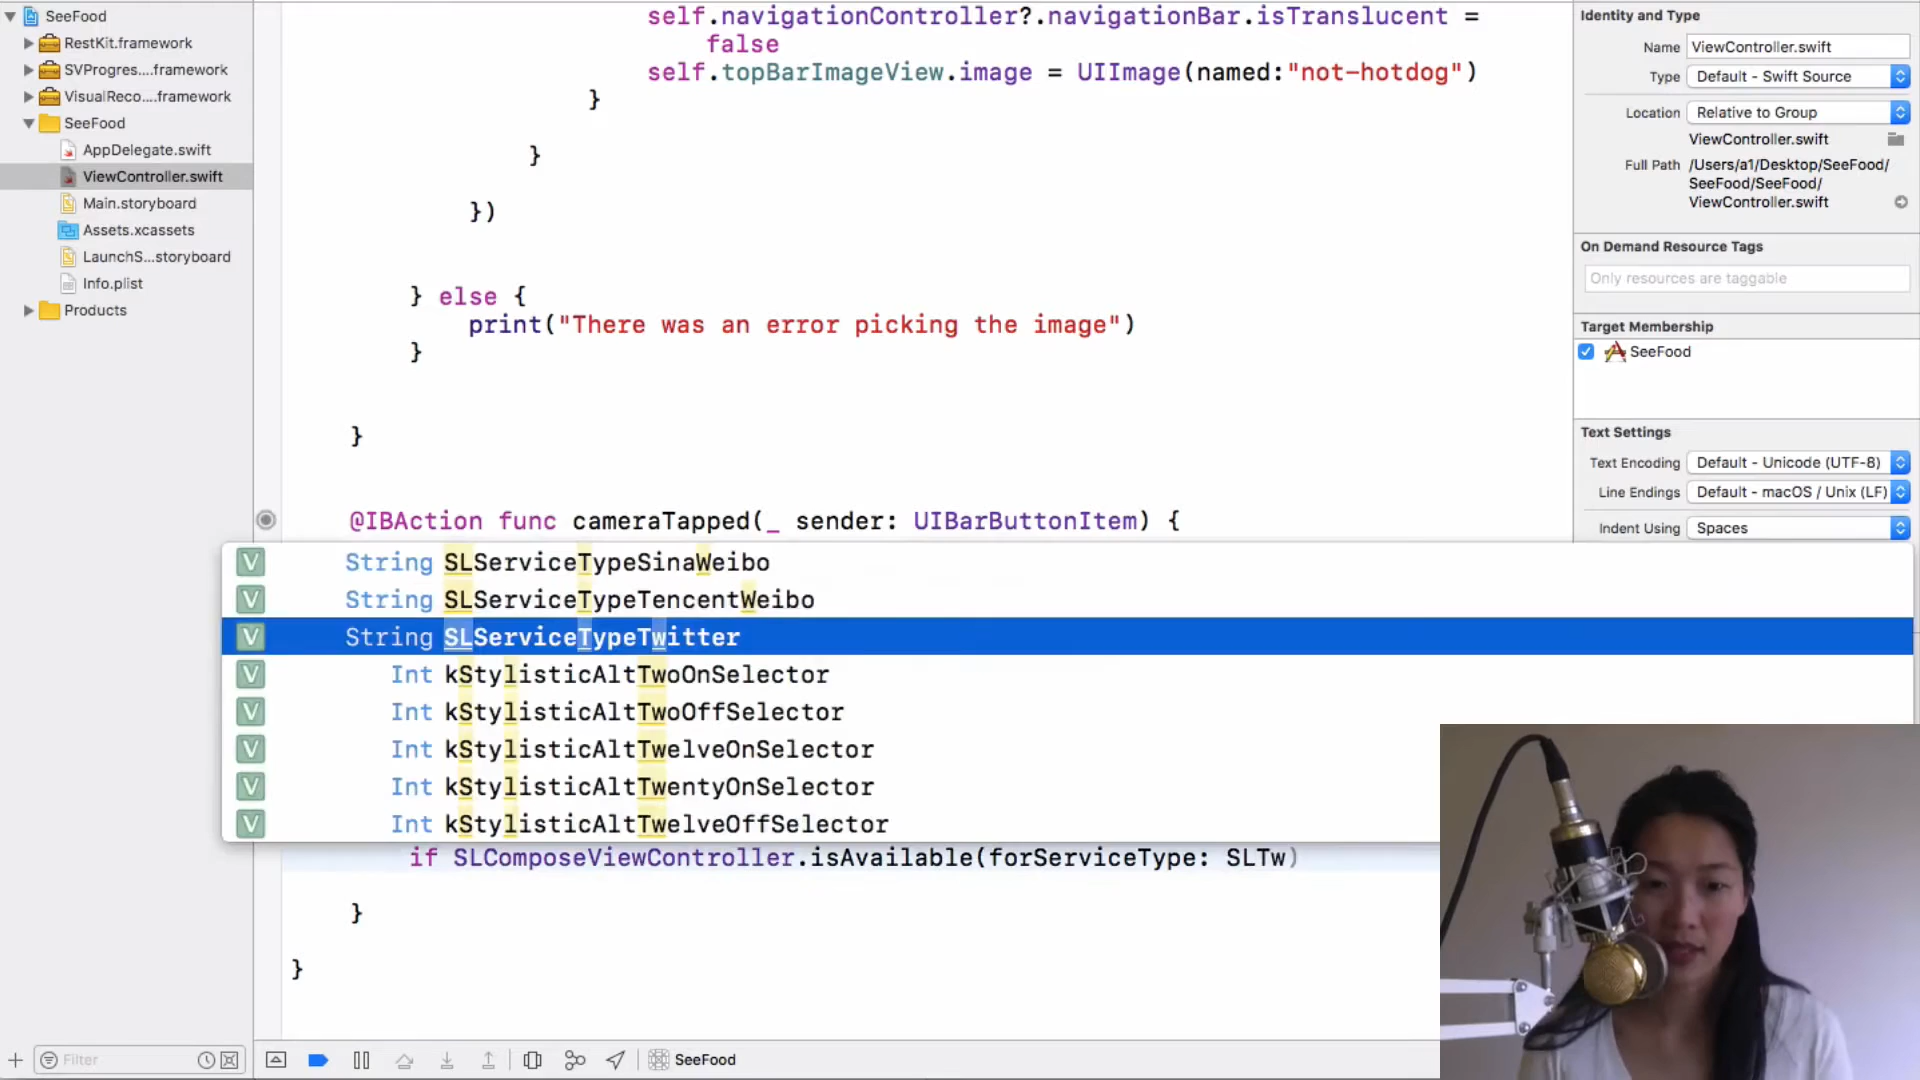 SeeFood
RestKit.framework
SVProgres....framework
VisualReco....framework
SeeFood
AppDelegate.swift
ViewController.swift
Main.storyboard
Assets.xcassets
LaunchS...storyboard
Info.plist
Products
Filter
self.navigationController?.navigationBar.isTranslucent =
false
self.topBarImageView.image = UIImage(named:"not-hotdog")
}
}
})
} else {
print("There was an error picking the image")
}
}
@IBAction func cameraTapped(_ sender: UIBarButtonItem) {
V String SLServiceTypeSinaWeibo
V String SLServiceTypeTencentWeibo
V String SLServiceTypeTwitter
V Int kStylisticAltTwoOnSelector
V Int kStylisticAltTwoOffSelector
V Int kStylisticAltTwelveOnSelector
V Int kStylisticAltTwentyOnSelector
V Int kStylisticAltTwelveOffSelector
if SLComposeViewController.isAvailable(forServiceType: SLTw)
}
}
SeeFood
Identity and Type
Name ViewController.swift
Type Default - Swift Source
Location Relative to Group
ViewController.swift
Full Path /Users/a1/Desktop/SeeFood/
SeeFood/SeeFood/
ViewController.swift
On Demand Resource Tags
Only resources are taggable
Target Membership
SeeFood
Text Settings
Text Encoding Default - Unicode (UTF-8)
Line Endings Default - macOS / Unix (LF)
Indent Using Spaces